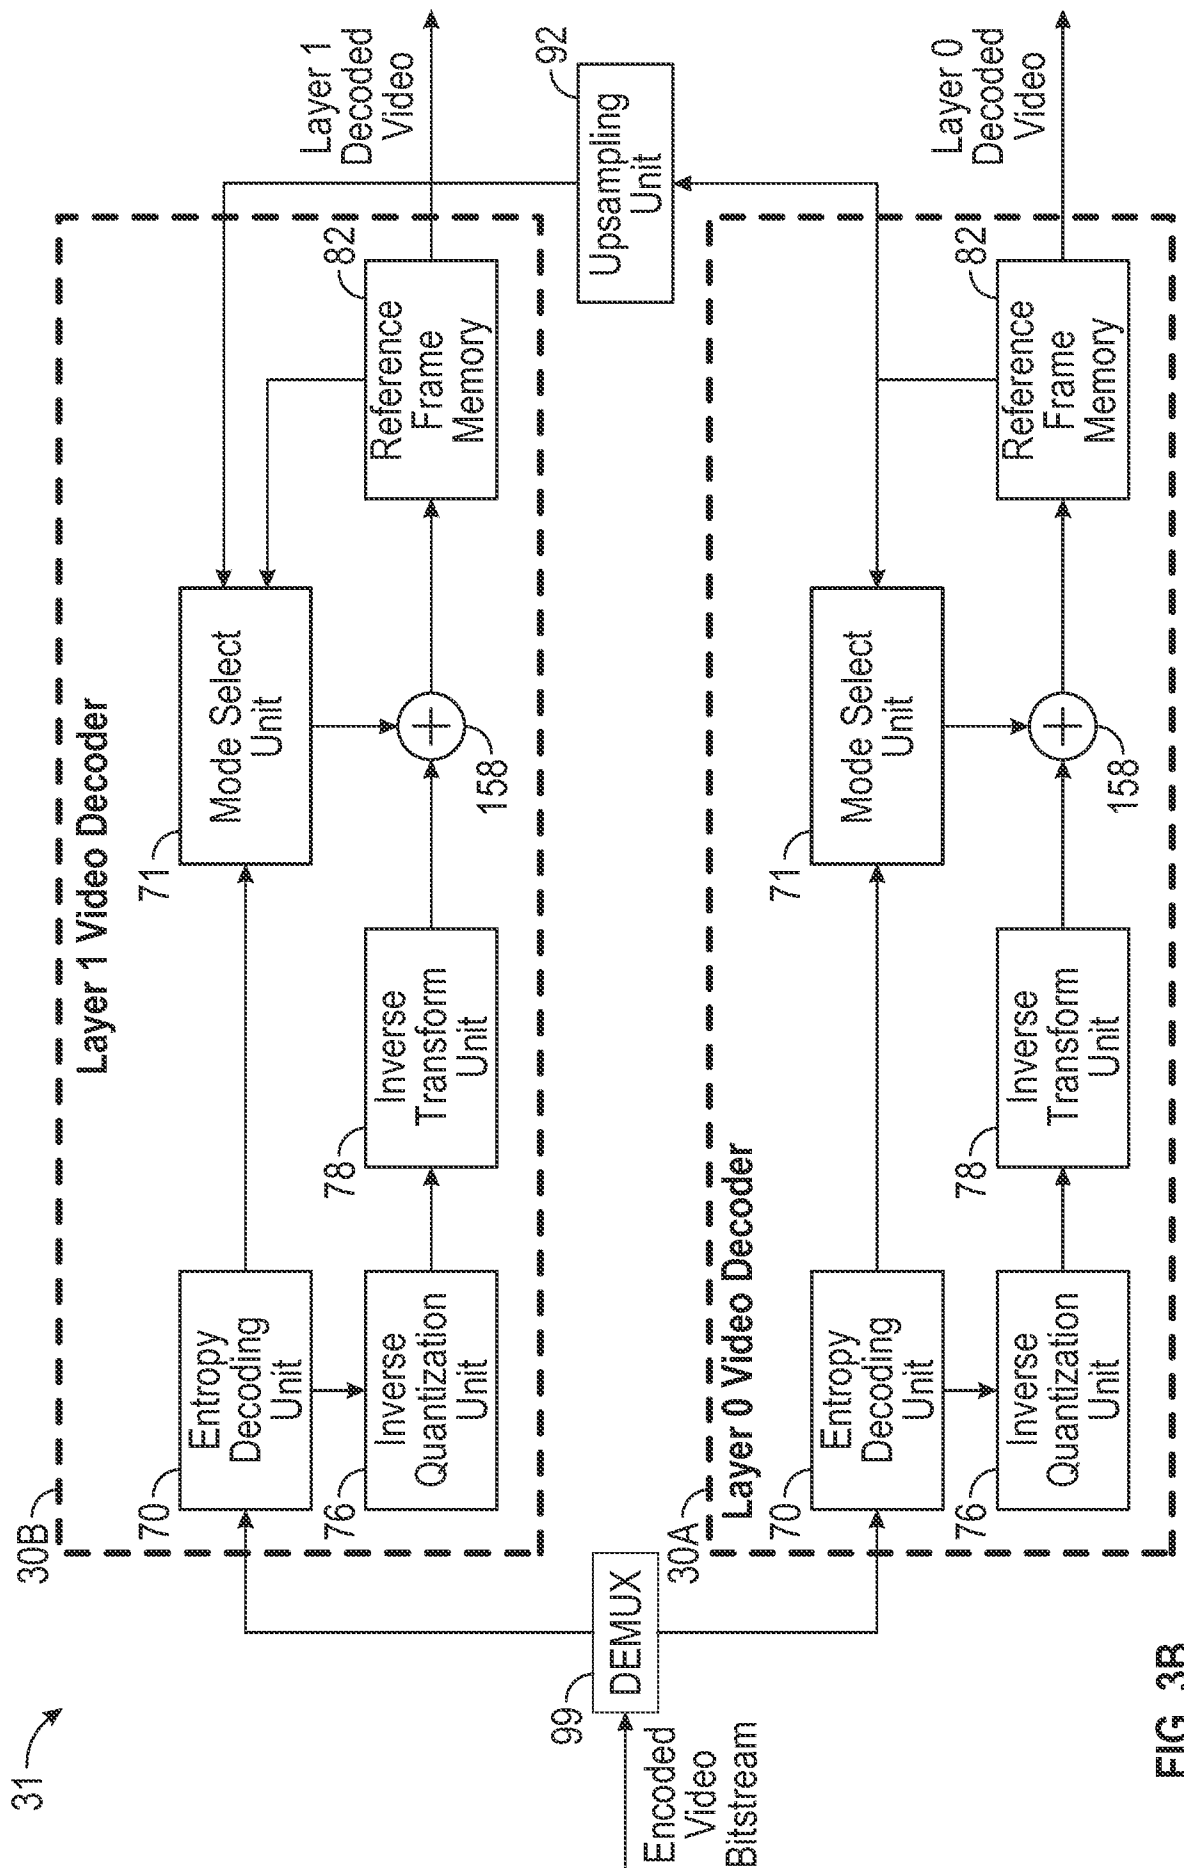 31
30B
Layer 1 Video Decoder
70
Entropy
Decoding
Unit
71
Mode Select
Unit
76
Inverse
Quantization
Unit
78
Inverse
Transform
Unit
158
82
Reference
Frame
Memory
Layer 1
Decoded
Video
99
DEMUX
Encoded
Video
Bitstream
92
Upsampling
Unit
30A
Layer 0 Video Decoder
70
Entropy
Decoding
Unit
71
Mode Select
Unit
76
Inverse
Quantization
Unit
78
Inverse
Transform
Unit
158
82
Reference
Frame
Memory
Layer 0
Decoded
Video
FIG. 3B